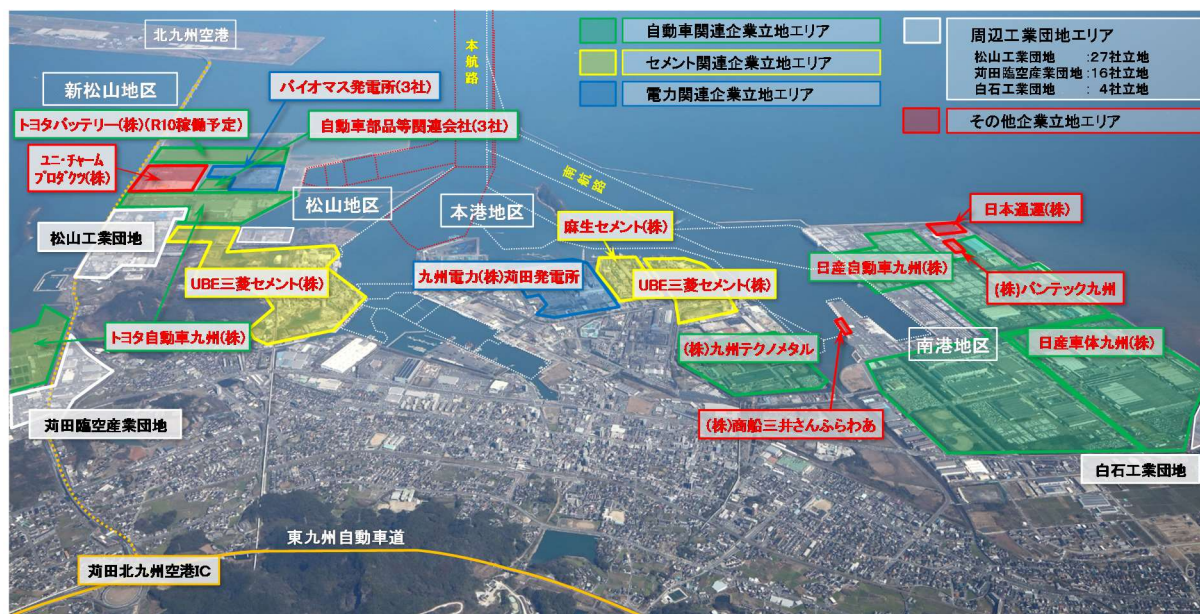 北九州空港
新松山地区
バイオマス発電所(3社)
トヨタバッテリー(株)(R10稼働予定)
自動車部品等関連会社(3社)
ユニ・チャーム
プロダクツ(株)
松山地区
松山工業団地
UBE三菱セメント(株)
トヨタ自動車九州(株)
苅田臨空産業団地
本航路
南航路
本港地区
麻生セメント(株)
九州電力(株)苅田発電所
UBE三菱セメント(株)
(株)九州テクノメタル
(株)商船三井さんふらわあ
自動車関連企業立地エリア
セメント関連企業立地エリア
電力関連企業立地エリア
周辺工業団地エリア
松山工業団地 :27社立地
苅田臨空産業団地:16社立地
白石工業団地 : 4社立地
その他企業立地エリア
日本通運(株)
日産自動車九州(株)
(株)バンテック九州
南港地区
日産車体九州(株)
白石工業団地
東九州自動車道
苅田北九州空港IC
6